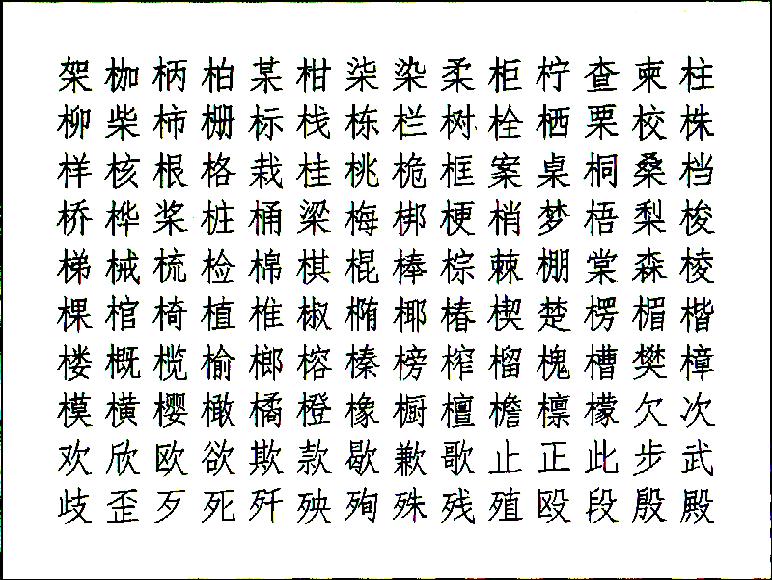 架枷柄柏某柑柒染柔柜柠查柬柱
柳柴柿栅标栈栋栏树栓栖栗校株
样核根格栽桂桃桅框案桌桐桑档
桥桦桨桩桶梁梅梆梗梢梦梧梨梭
梯械梳检棉棋棍棒棕棘棚棠森棱
棵棺椅植椎椒椭椰椿楔楚楞楣楷
楼概榄榆榔榕榛榜榨榴槐槽樊樟
模横樱橄橘橙橡橱檀檐檩檬欠次
欢欣欧欲欺款歇歉歌止正此步武
歧歪歹死歼殃殉殊残殖殴段殷殿